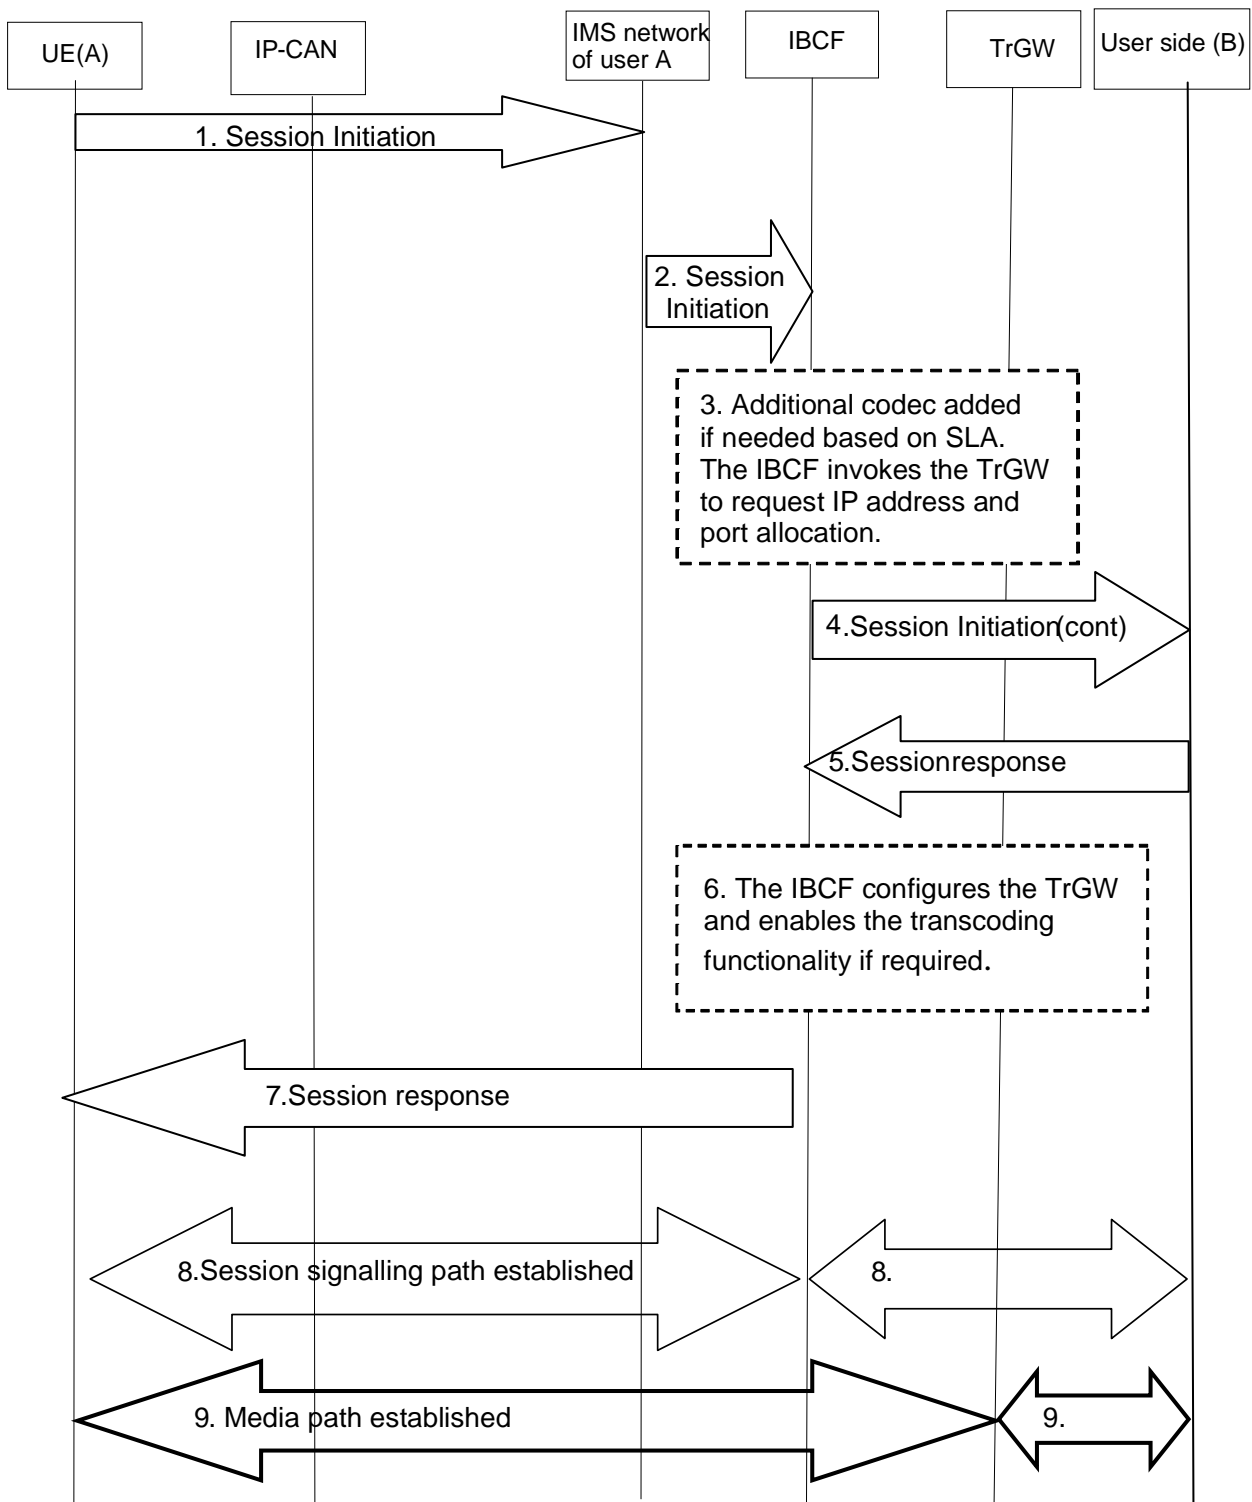 UE(A)
IP-CAN
IMS network
of user A
IBCF
TrGW
User side (B)
1. Session Initiation
2. Session
Initiation
3. Additional codec added
if needed based on SLA.
The IBCF invokes the TrGW
to request IP address and
port allocation.
4.Session Initiation(cont)
5.Session response
6. The IBCF configures the TrGW
and enables the transcoding
functionality if required.
7.Session response
8.Session signalling path established
8.
9. Media path established
9.